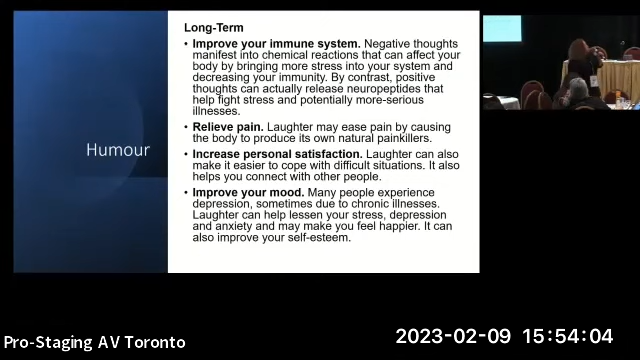 Humour
Long-Term
• Improve your immune system. Negative thoughts
manifest into chemical reactions that can affect your
body by bringing more stress into your system and
decreasing your immunity. By contrast, positive
thoughts can actually release neuropeptides that
help fight stress and potentially more-serious
illnesses.
• Relieve pain. Laughter may ease pain by causing
the body to produce its own natural painkillers.
• Increase personal satisfaction. Laughter can also
make it easier to cope with difficult situations. It also
helps you connect with other people.
• Improve your mood. Many people experience
depression, sometimes due to chronic illnesses.
Laughter can help lessen your stress, depression
and anxiety and may make you feel happier. It can
also improve your self-esteem.
Pro-Staging AV Toronto
2023-02-09 15:54:04